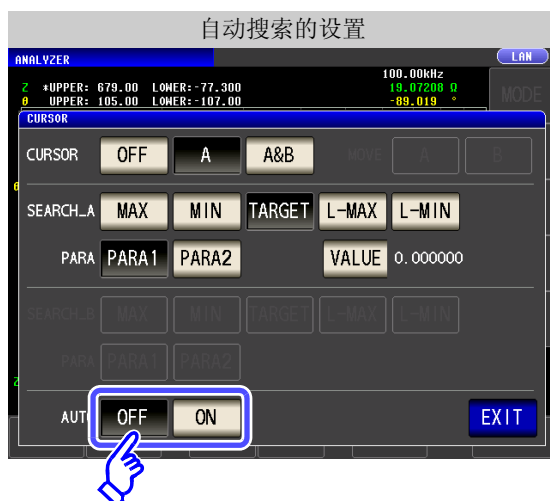 自动搜索的设置
ANALYZER LAN
100.00kHz
Z *UPPER: 679.00 LOWER:-77.300 19.07208 Ω
θ UPPER: 105.00 LOWER:-107.00 -89.019 °
MODE
CURSOR
CURSOR OFF A A&B MOVE A B
SEARCH_A MAX MIN TARGET L-MAX L-MIN
PARA PARA1 PARA2 VALUE 0.000000
SEARCH_B MAX MIN TARGET L-MAX L-MIN
PARA PARA1 PARA2
AUTO OFF ON EXIT